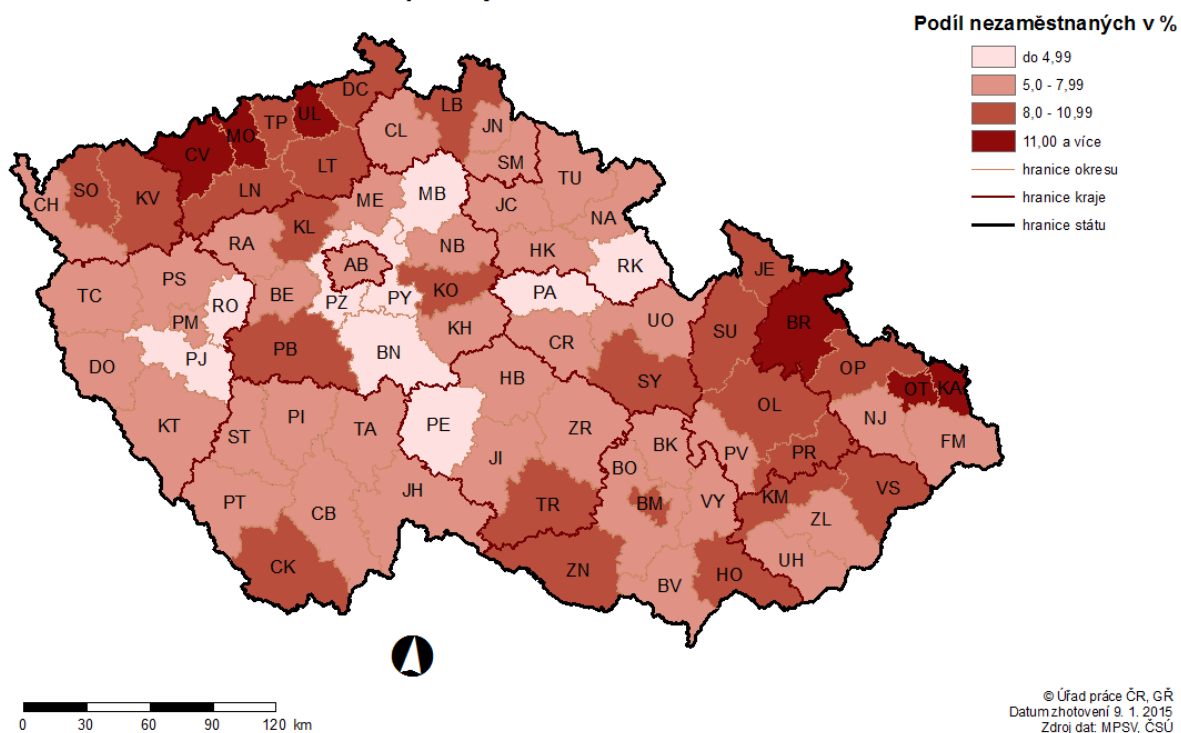 Podíl nezaměstnaných v %
do 4,99
5,0 - 7,99
8,0 - 10,99
11,00 a více
hranice okresu
hranice kraje
hranice státu
DC
UL
LB
TP
MO
CL
JN
CV
LT
SM
SO
KV
LN
TU
CH
ME
MB
JC
NA
KL
RA
NB
HK
AB
RK
JE
PS
TC
BE
RO
PZ
PY
KO
PA
PM
UO
BR
SU
KH
CR
PJ
PB
BN
DO
OP
SY
HB
OT
KA
OL
KT
PI
TA
PE
ZR
NJ
ST
BK
FM
PV
PR
JI
BO
VS
JH
KM
PT
TR
BM
VY
CB
ZL
UH
CK
ZN
HO
BV
0 30 60 90 120 km
© Úřad práce ČR, GŘ
Datum zhotovení 9. 1. 2015
Zdroj dat: MPSV, ČSÚ